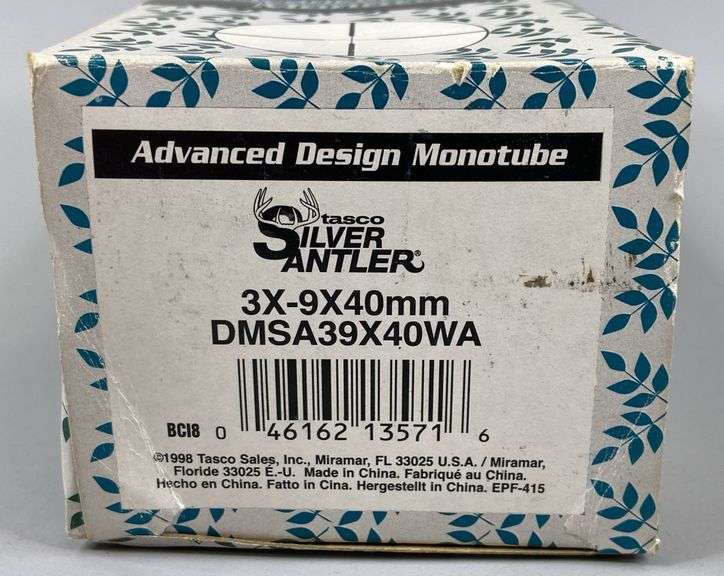 Advanced Design Monotube
tasco
SILVER
ANTLER®
3X-9X40mm
DMSA39X40WA
BCI8 0 46162 13571 6
©1998 Tasco Sales, Inc., Miramar, FL 33025 U.S.A. / Miramar,
Floride 33025 E.-U. Made in China. Fabriqué au China.
Hecho en China. Fatto in Cina. Hergestellt in China. EPF-415